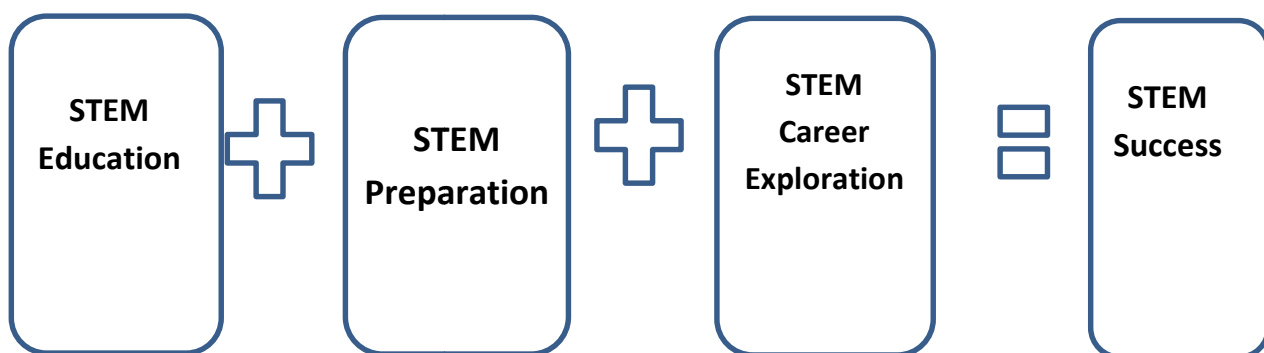 STEM
Education
STEM
Preparation
STEM
Career
Exploration
STEM
Success